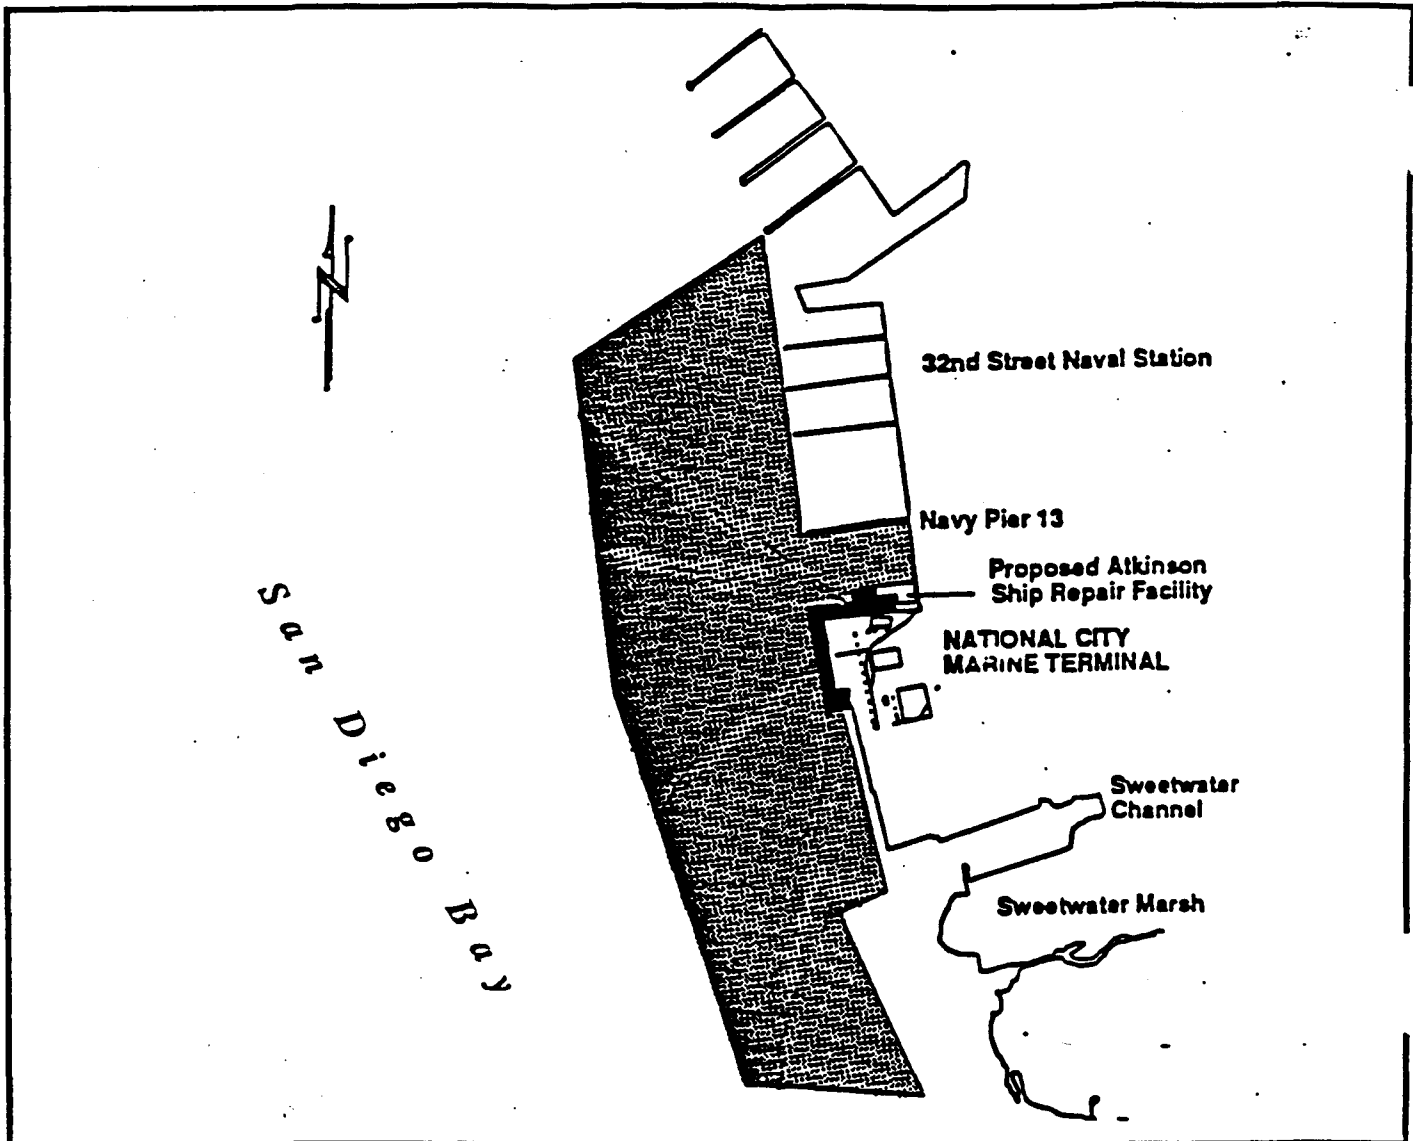 32nd Street Naval Station
Navy Pier 13
Proposed Atkinson
Ship Repair Facility
NATIONAL CITY
MARINE TERMINAL
San Diego Bay
Sweetwater
Channel
Sweetwater Marsh